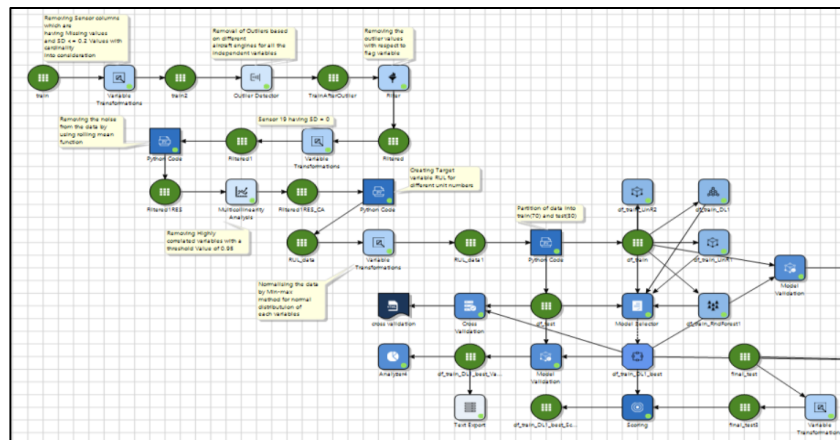 Removing Sensor columns
which are
having Missing values
and SD <= 0.2 Values with
cardinality
into consideration
Removal of Outliers based
on different
aircraft engines for all the
independent variables
Removing the
outlier values
with respect to
flag variable
train
Variable
Transformations
train2
Outlier Detector
TrainAfterOutlier
Filter
Removing the noise
from the data by
using rolling mean
function
Sensor 19 having SD = 0
Python Code
Filtered1
Variable
Transformations
Filtered
Creating Target
variable RUL for
different unit numbers
Filtered1RES
Multicollinearity
Analysis
Filtered1RES_CA
Python Code
Partition of data into
train(70) and test(30)
Removing Highly
correlated variables with a
threshold Value of
df_train_DL1
RUL_data
Variable
Transformations
RUL_data1
Python Code
df_train
Model
Validation
Normalising the data
by Min-max
method for normal
of
each variables
cross validation
Cross
Validation
df_test
Model Selector
df_train_RndForest1
Analyzer4
Model
Validation
df_train_DL1_best
final_test
Text Export
Scoring
Variable
Transformations